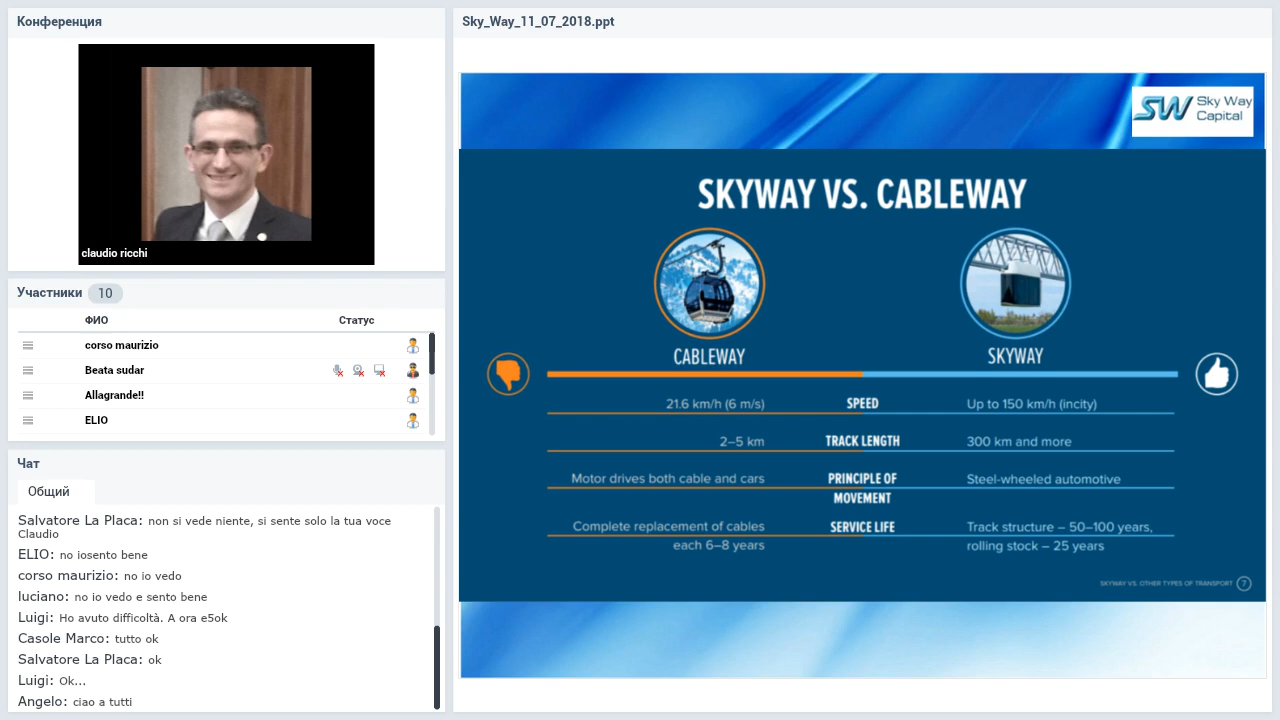 Конференция
claudio ricchi
Участники 10
ФИО Статус
corso maurizio
Beata sudar
Allagrande!!
ELIO
Чат
Общий
Salvatore La Placa: non si vede niente, si sente solo la tua voce
Claudio
ELIO: no iosento bene
corso maurizio: no io vedo
luciano: no io vedo e sento bene
Luigi: Ho avuto difficoltà. A ora e5ok
Casole Marco: tutto ok
Salvatore La Placa: ok
Luigi: Ok...
Angelo: ciao a tutti
Sky_Way_11_07_2018.ppt
SW Sky Way
Capital
SKYWAY VS. CABLEWAY
CABLEWAY SKYWAY
21.6 km/h (6 m/s) SPEED Up to 150 km/h (incity)
2–5 km TRACK LENGTH 300 km and more
Motor drives both cable and cars PRINCIPLE OF Steel-wheeled automotive
MOVEMENT
Complete replacement of cables SERVICE LIFE Track structure – 50–100 years,
each 6–8 years rolling stock – 25 years
SKYWAY VS. OTHER TYPES OF TRANSPORT 7